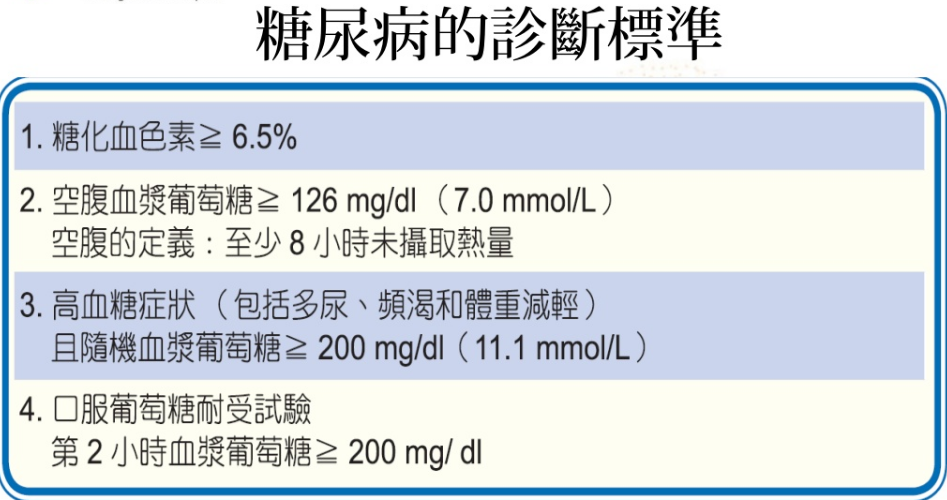 糖尿病的診斷標準
1. 糖化血色素≧ 6.5%
2. 空腹血漿葡萄糖≧ 126 mg/dl（7.0 mmol/L）
空腹的定義：至少 8 小時未攝取熱量
3. 高血糖症狀（包括多尿、頻渴和體重減輕）
且隨機血漿葡萄糖≧ 200 mg/dl（11.1 mmol/L）
4. 口服葡萄糖耐受試驗
第 2 小時血漿葡萄糖≧ 200 mg/ dl